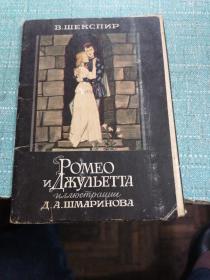 В. ШЕКСПИР
РОМЕО
И ДЖУЛЬЕТТА
ИЛЛЮСТРАЦИИ
Д. А. ШМАРИНОВА